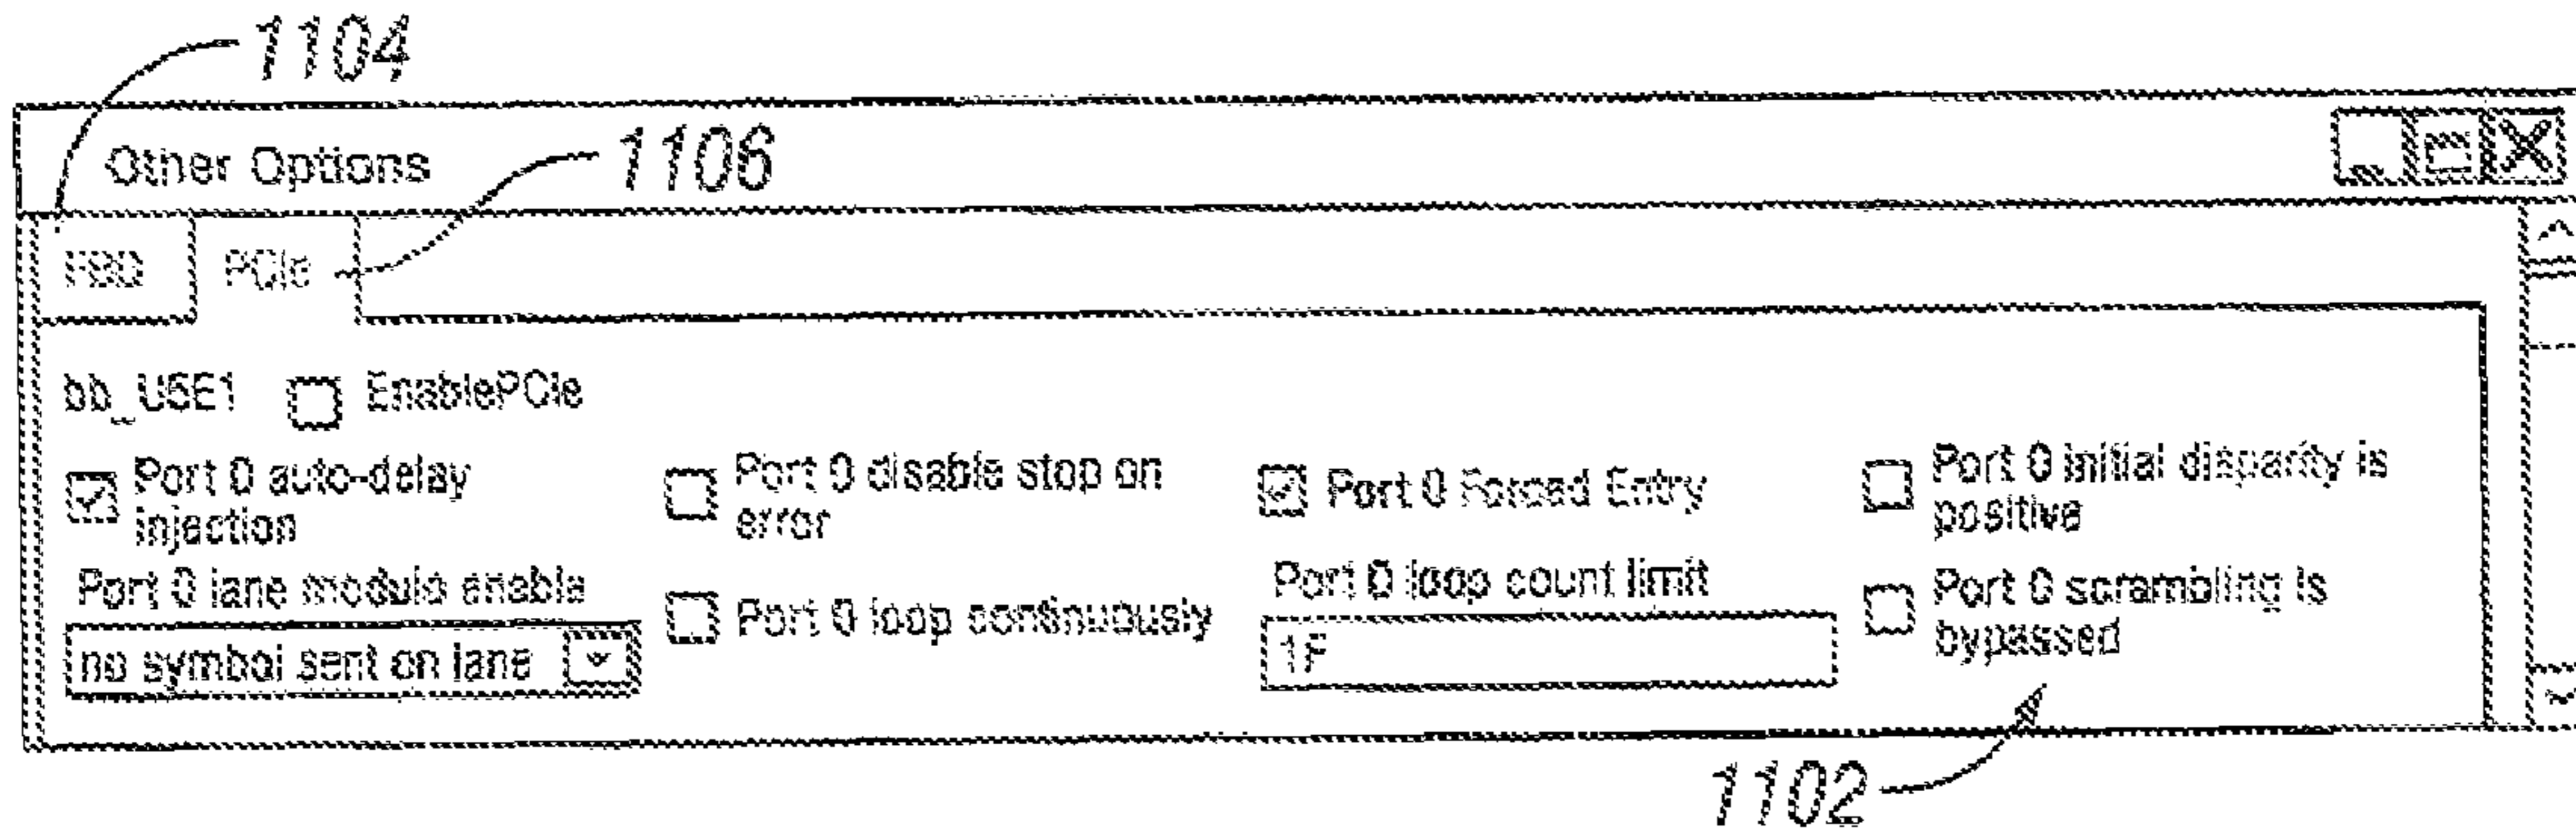 1104
Other Options
1106
FBD PCIe
bb_USE1 EnablePCIe
Port 0 auto-delay
injection
Port 0 disable stop on
error
Port 0 Forced Entry
Port 0 initial disparity is
positive
Port 0 lane module enable
no symbol sent on lane
Port 0 loop continuously
Port 0 loop count limit
1F
Port 0 scrambling is
bypassed
1102